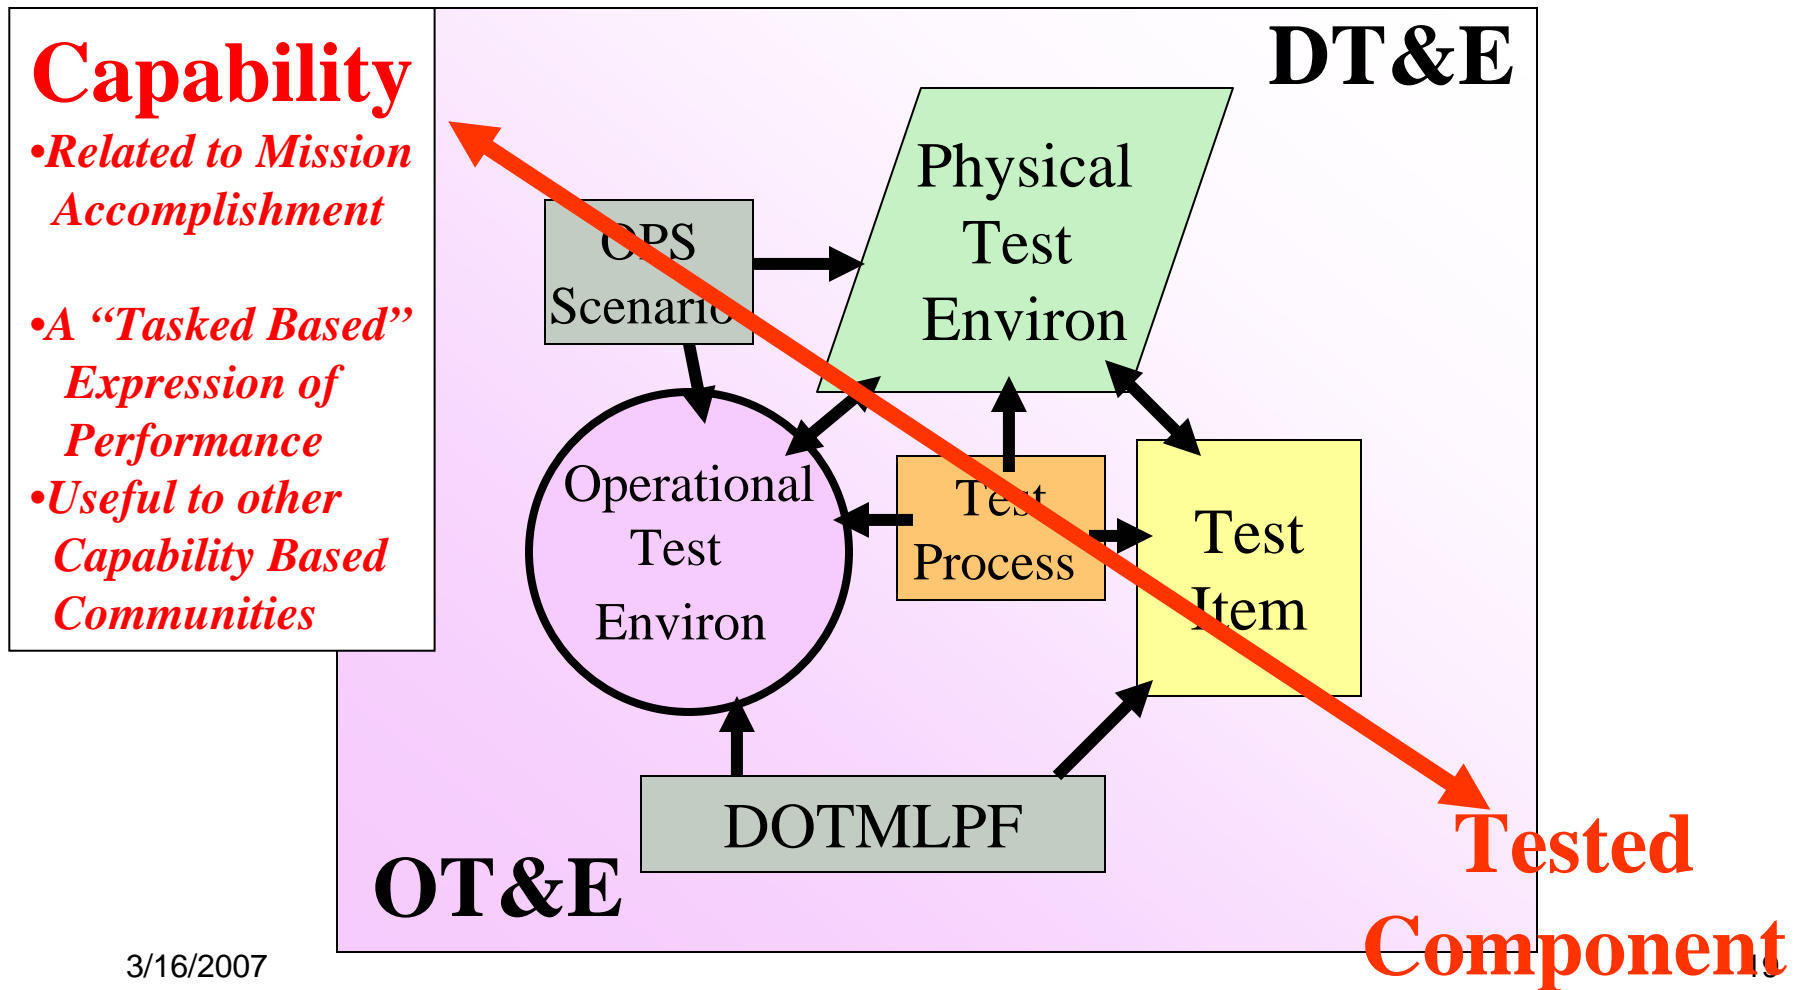 Capability
•Related to Mission
Accomplishment
•A “Tasked Based”
Expression of
Performance
•Useful to other
Capability Based
Communities
DT&E
Physical
Test
Environ
OPS
Scenario
Operational
Test
Environ
Test
Process
Test
Item
DOTMLPF
OT&E
Tested
Component
3/16/2007
19